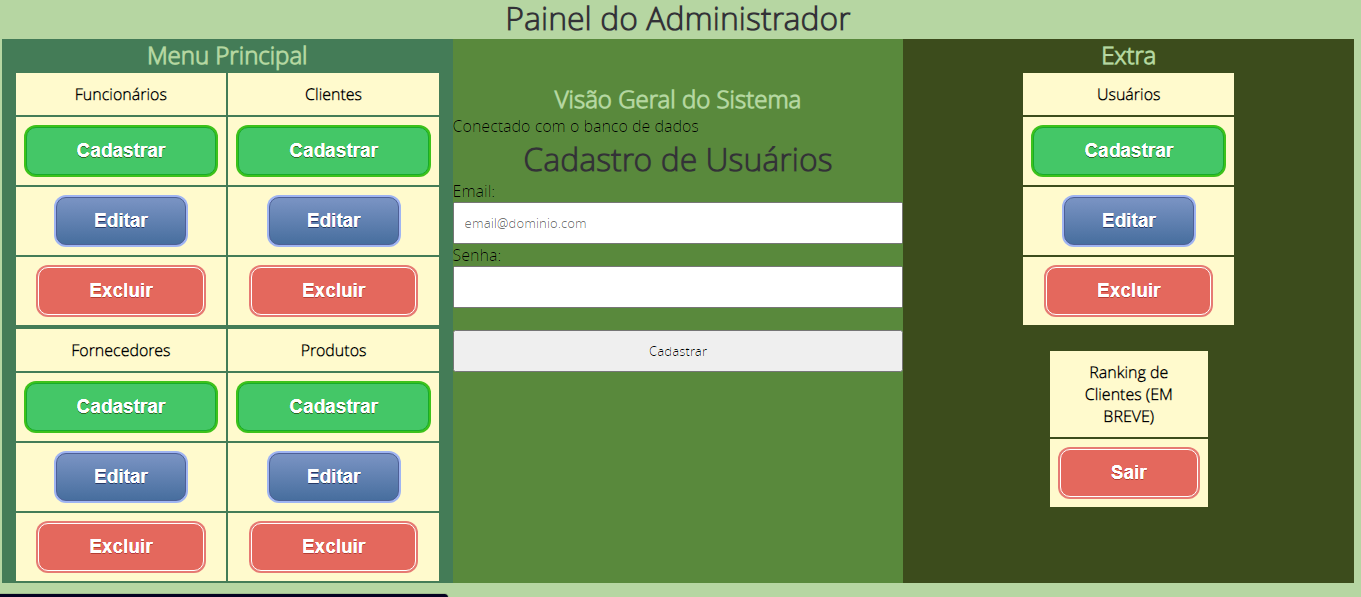 Painel do Administrador
Menu Principal
Funcionários
Clientes
Cadastrar
Cadastrar
Editar
Editar
Excluir
Excluir
Fornecedores
Produtos
Cadastrar
Cadastrar
Editar
Editar
Excluir
Excluir
Visão Geral do Sistema
Conectado com o banco de dados
Cadastro de Usuários
Email:
email@dominio.com
Senha:
Cadastrar
Extra
Usuários
Cadastrar
Editar
Excluir
Ranking de
Clientes (EM
BREVE)
Sair